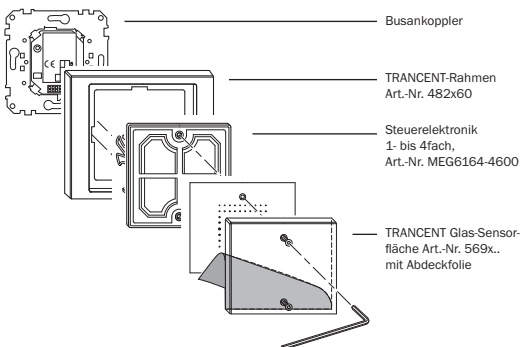 Busankoppler
TRANCENT-Rahmen
Art.-Nr. 482x60
Steuerelektronik
1- bis 4fach,
Art.-Nr. MEG6164-4600
TRANCENT Glas-Sensor-
fläche Art.-Nr. 569x..
mit Abdeckfolie
CE